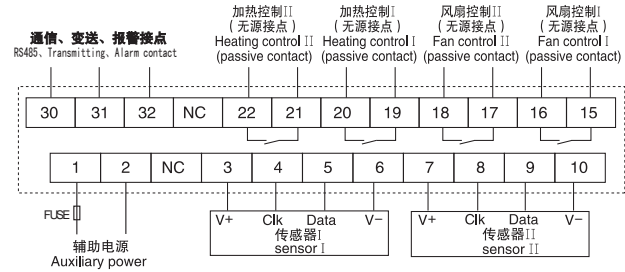 加热控制II 加热控制I 风扇控制II 风扇控制I
通信、变送、报警接点 (无源接点) (无源接点) (无源接点) (无源接点)
RS485、Transmitting、Alarm contact Heating control II Heating control I Fan control II Fan control I
(passive contact) (passive contact) (passive contact) (passive contact)
30 31 32 NC 22 21 20 19 18 17 16 15
1 2 NC 3 4 5 6 7 8 9 10
FUSE V+ Clk Data V- V+ Clk Data V-
辅助电源 传感器I 传感器II
Auxiliary power sensor I sensor II